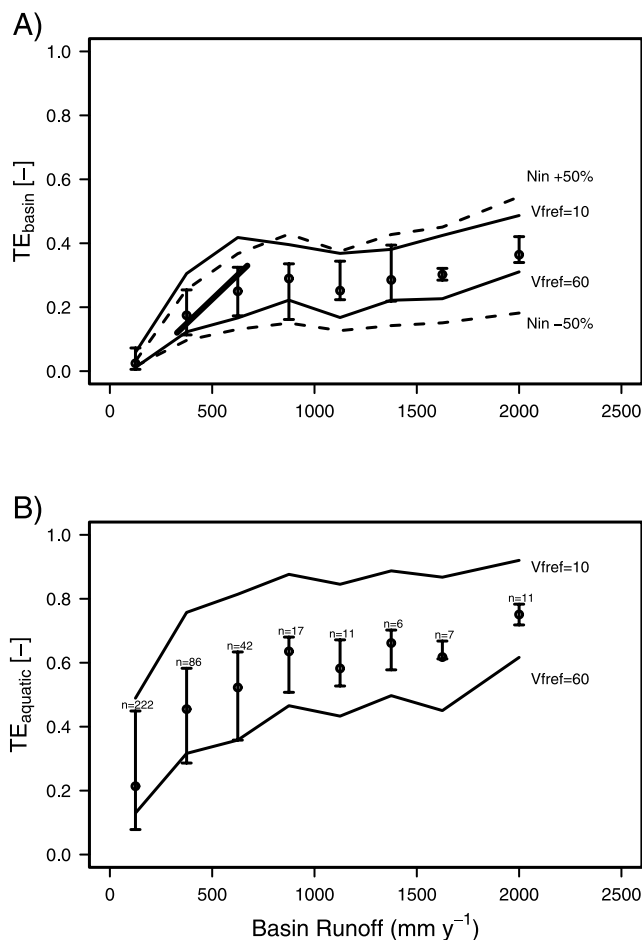 A)
1.0
0.8
0.6
0.4
0.2
0.0
TEbasin [–]
Nin +50%
Vfref=10
Vfref=60
Nin −50%
0 500 1000 1500 2000 2500
B)
1.0
0.8
0.6
0.4
0.2
0.0
TEaquatic [–]
Vfref=10
n=222
n=86
n=42
n=17
n=11
n=6
n=7
n=11
Vfref=60
0 500 1000 1500 2000 2500
Basin Runoff (mm y−1)